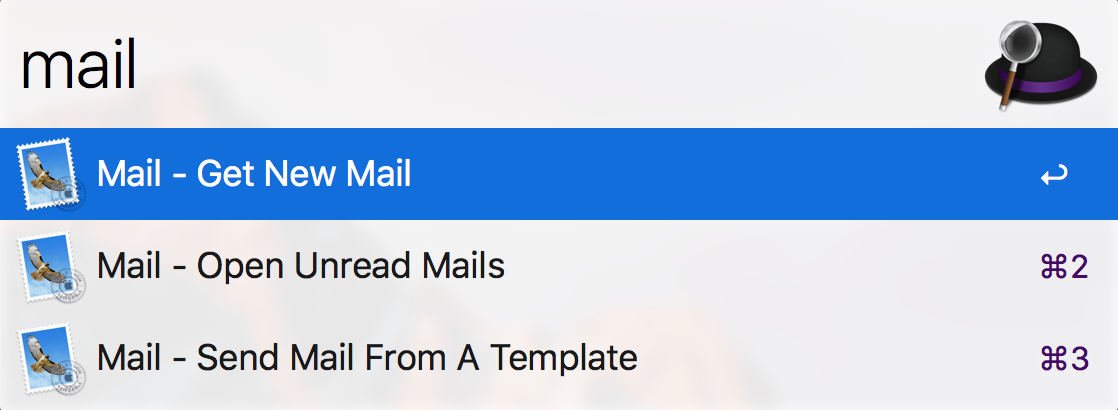 mail
Mail - Get New Mail ↩
Mail - Open Unread Mails ⌘2
Mail - Send Mail From A Template ⌘3